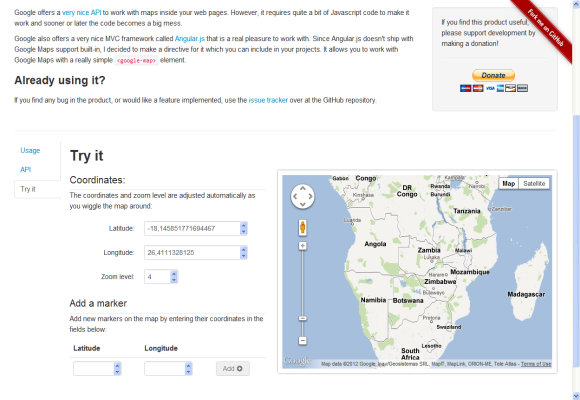 Google offers a very nice API to work with maps inside your web pages. However, it requires quite a bit of Javascript code to make it
work and sooner or later the code becomes a big mess.
Google also offers a very nice MVC framework called Angular.js that is a real pleasure to work with. Since Angular.js doesn't ship with
Google Maps support built-in, I decided to make a directive for it which you can include in your projects. It allows you to work with
Google Maps with a really simple <google-map> element.
Already using it?
If you find any bug in the product, or would like a feature implemented, use the issue tracker over at the GitHub repository.
If you find this product useful,
please support development by
making a donation!
Donate
VISA
Fork me on GitHub
Usage
API
Try it
Try it
Coordinates:
The coordinates and zoom level are adjusted automatically as
you wiggle the map around:
Latitude: -18,145851771694467
Longitude: 26,4111328125
Zoom level: 4
Add a marker
Add new markers on the map by entering their coordinates in the
fields below:
Latitude Longitude
Add
Map Satellite
Gabon Congo
Kampala
DR Congo
Rwanda
Nairobi
Kinshasa
Burundi
Tanzania
Zanzibar
Luanda
Angola
Zambia
Malawi
Lusaka
Mozambique
Harare
Zimbabwe
Bulawayo
Namibia
Botswana
Madagascar
Pretoria
Swaziland
Lesotho
South
Africa
Google
Map data ©2012 Google, basado/Geosistemas SRL, MapIT, MapLink, ORION-ME, Tele Atlas - Terms of Use